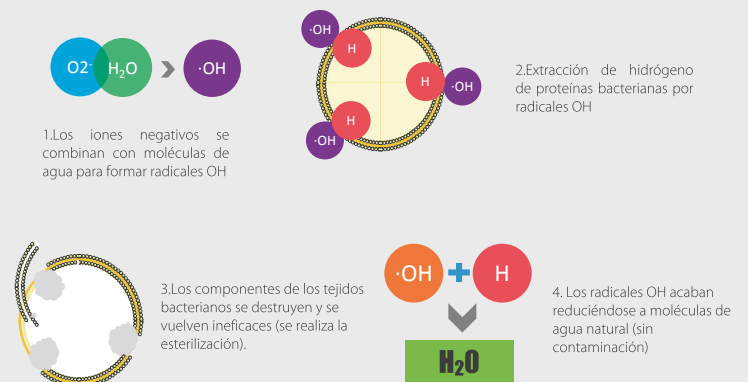 O2- H₂O ·OH
1.Los iones negativos se
combinan con moléculas de
agua para formar radicales OH
·OH
H
H ·OH
H
·OH
2.Extracción de hidrógeno
de proteínas bacterianas por
radicales OH
3.Los componentes de los tejidos
bacterianos se destruyen y se
vuelven ineficaces (se realiza la
esterilización).
·OH + H
H₂O
4. Los radicales OH acaban
reduciéndose a moléculas de
agua natural (sin
contaminación)